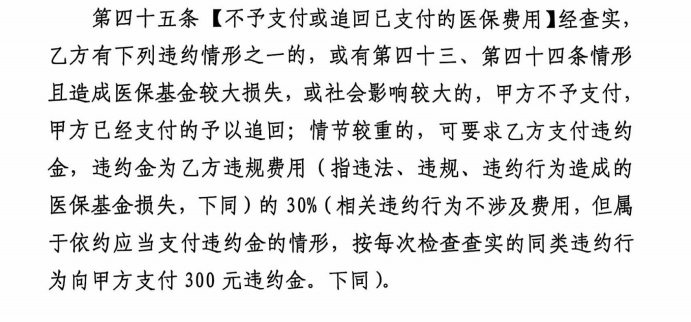 第四十五条【不予支付或追回已支付的医保费用】经查实，
乙方有下列违约情形之一的，或有第四十三、第四十四条情形
且造成医保基金较大损失，或社会影响较大的，甲方不予支付，
甲方已经支付的予以追回；情节较重的，可要求乙方支付违约
金，违约金为乙方违规费用（指违法、违规、违约行为造成的
医保基金损失，下同）的 30%（相关违约行为不涉及费用，但属
于依约应当支付违约金的情形，按每次检查查实的同类违约行
为向甲方支付 300 元违约金。下同）。